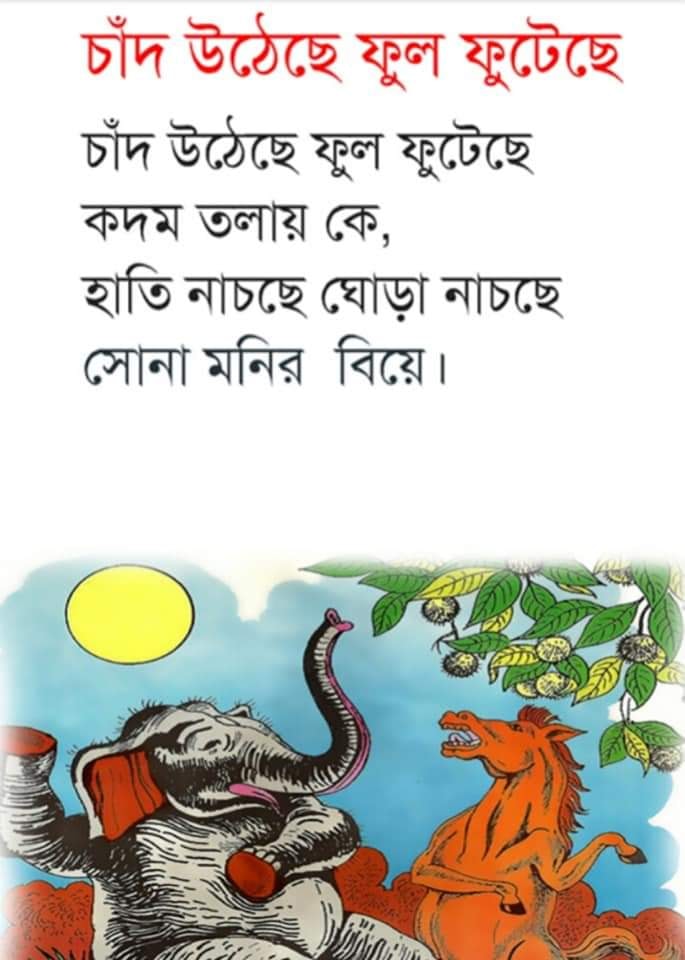 চাঁদ উঠেছে ফুল ফুটেছে
চাঁদ উঠেছে ফুল ফুটেছে
কদম তলায় কে,
হাতি নাচছে ঘোড়া নাচছে
সোনা মনির বিয়ে।